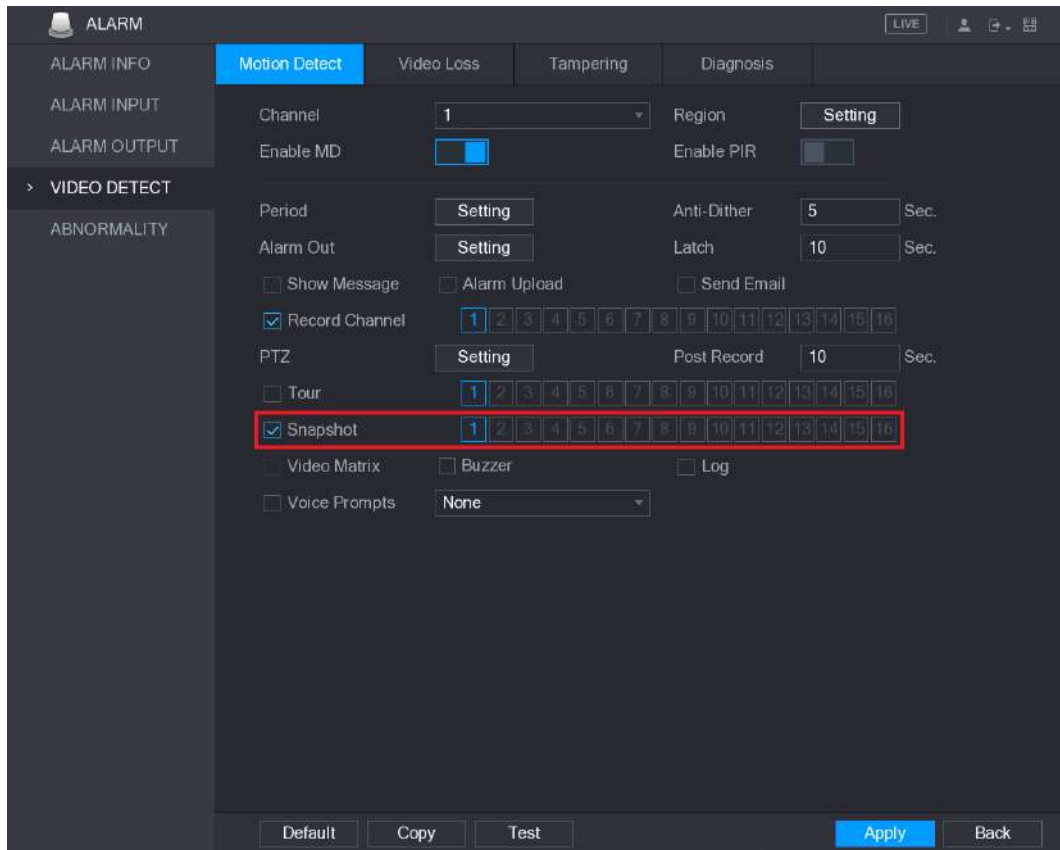 ALARM LIVE
ALARM INFO
ALARM INPUT
ALARM OUTPUT
> VIDEO DETECT
ABNORMALITY
Motion Detect Video Loss Tampering Diagnosis
Channel 1 Region Setting
Enable MD Enable PIR
Period Setting Anti-Dither 5 Sec.
Alarm Out Setting Latch 10 Sec.
Show Message Alarm Upload Send Email
Record Channel 1 2 3 4 5 6 7 8 9 10 11 12 13 14 15 16
PTZ Setting Post Record 10 Sec.
Tour 1 2 3 4 5 6 7 8 9 10 11 12 13 14 15 16
Snapshot 1 2 3 4 5 6 7 8 9 10 11 12 13 14 15 16
Video Matrix Buzzer Log
Voice Prompts None
Default Copy Test Apply Back